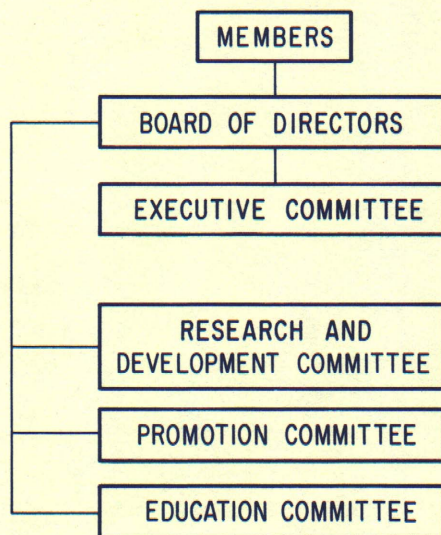 MEMBERS
BOARD OF DIRECTORS
EXECUTIVE COMMITTEE
RESEARCH AND
DEVELOPMENT COMMITTEE
PROMOTION COMMITTEE
EDUCATION COMMITTEE